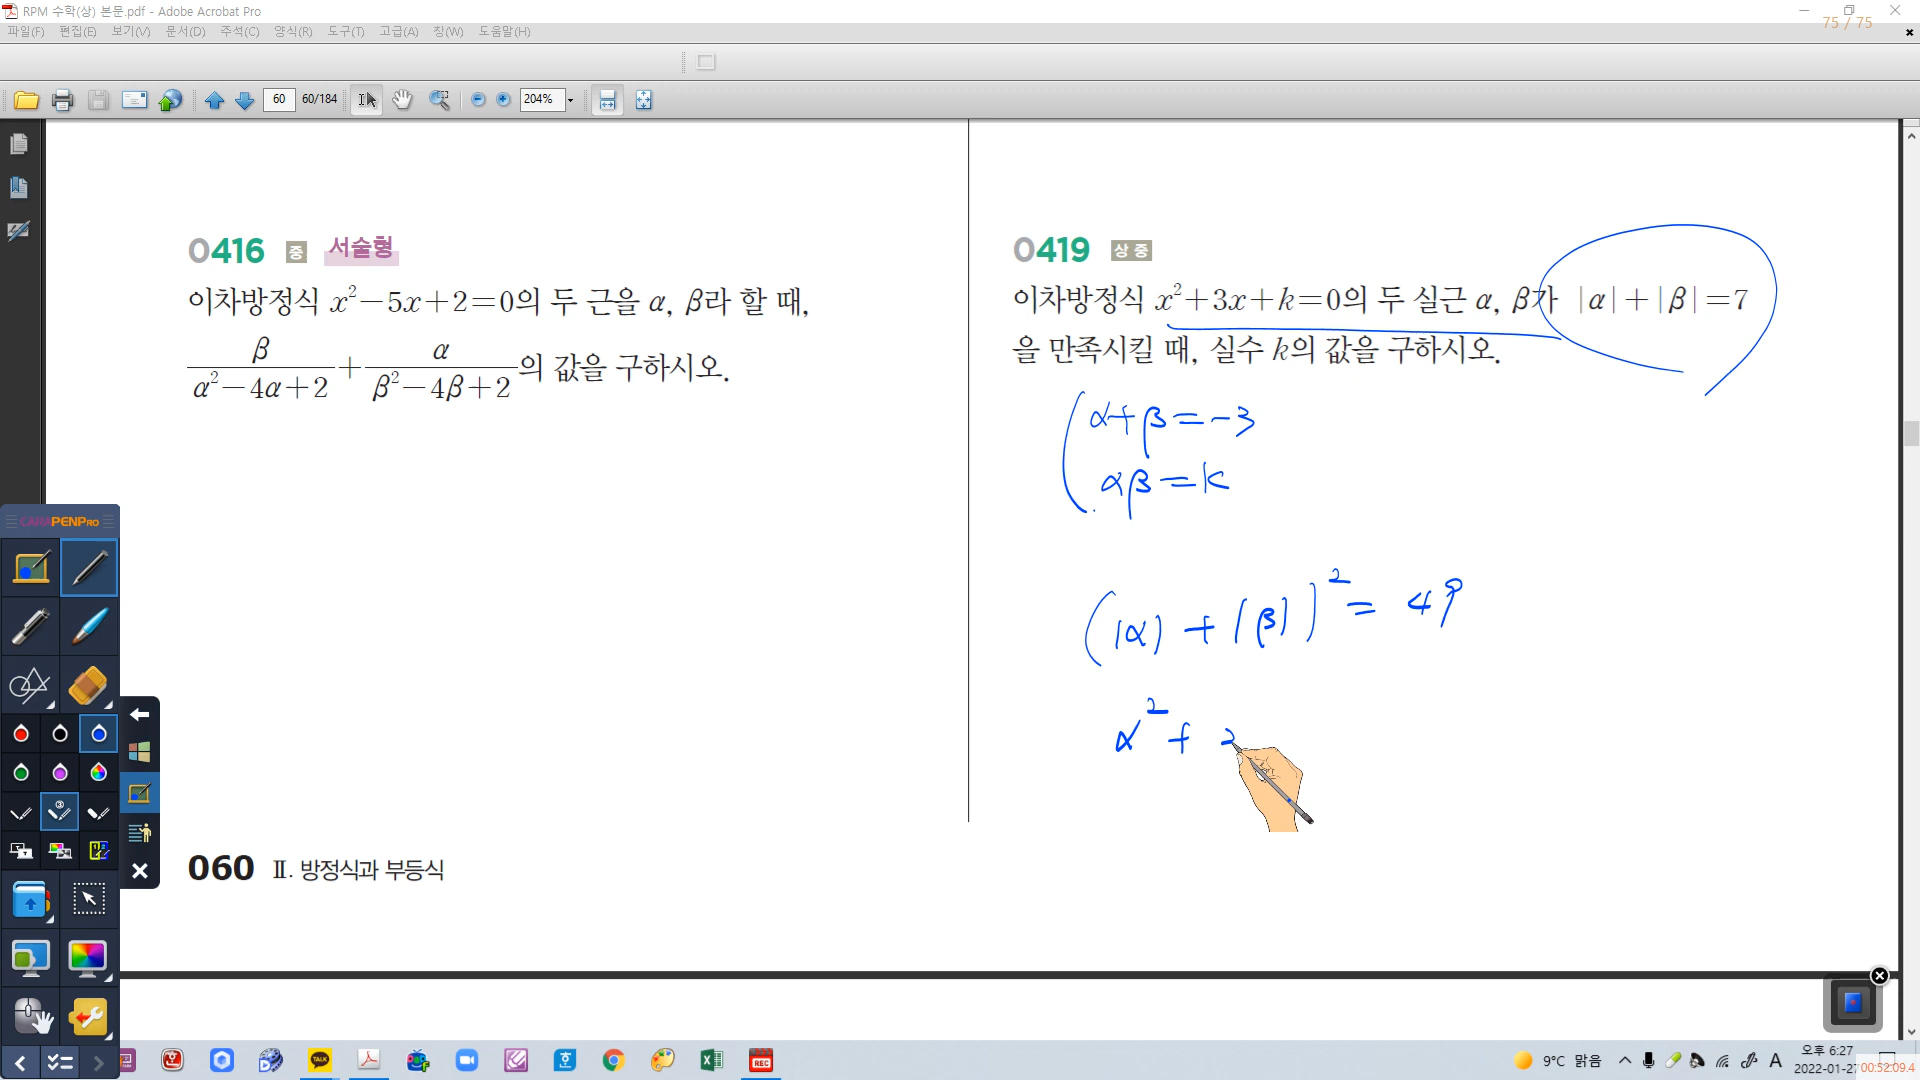 RPM 수학(상) 본문.pdf - Adobe Acrobat Pro
75 / 75
파일(F) 편집(E) 보기(V) 문서(D) 주석(C) 양식(R) 도구(T) 고급(A) 창(W) 도움말(H)
60 60/184 204%
0416 중 서술형
이차방정식 x²−5x+2=0의 두 근을 α, β라 할 때,
β/(α²−4α+2) + α/(β²−4β+2)의 값을 구하시오.
0419 상 중
이차방정식 x²+3x+k=0의 두 실근 α, β가 |α|+|β|=7
을 만족시킬 때, 실수 k의 값을 구하시오.
α+β=-3
αβ=k
(|α|+|β|)²=49
α²+2
060 Ⅱ. 방정식과 부등식
CAMAPENPRO
③
TALK
REC
9°C 맑음 A 오후 6:27
2022-01-27
00:52:09.4